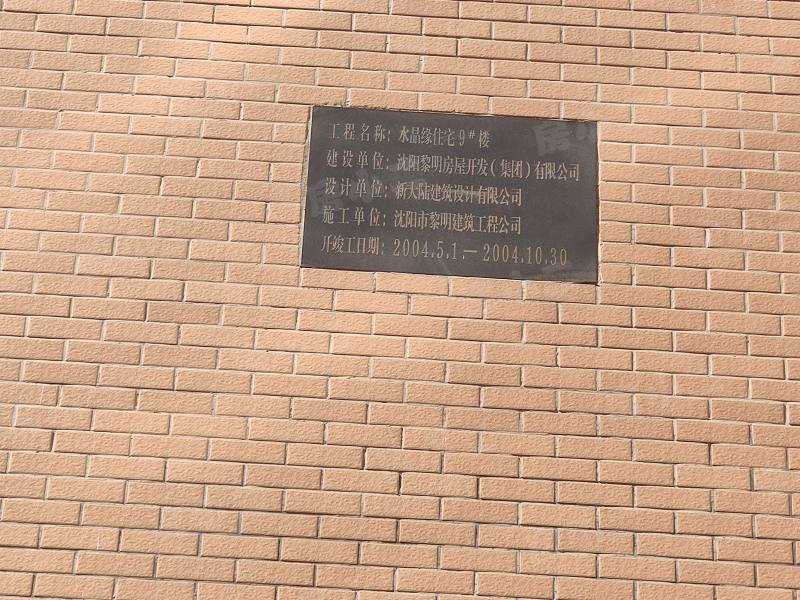 工程名称: 水晶缘住宅9#楼
建设单位: 沈阳黎明房屋开发(集团)有限公司
设计单位: 新大陆建筑设计有限公司
施工单位: 沈阳市黎明建筑工程公司
开竣工日期: 2004.5.1.—2004.10.30